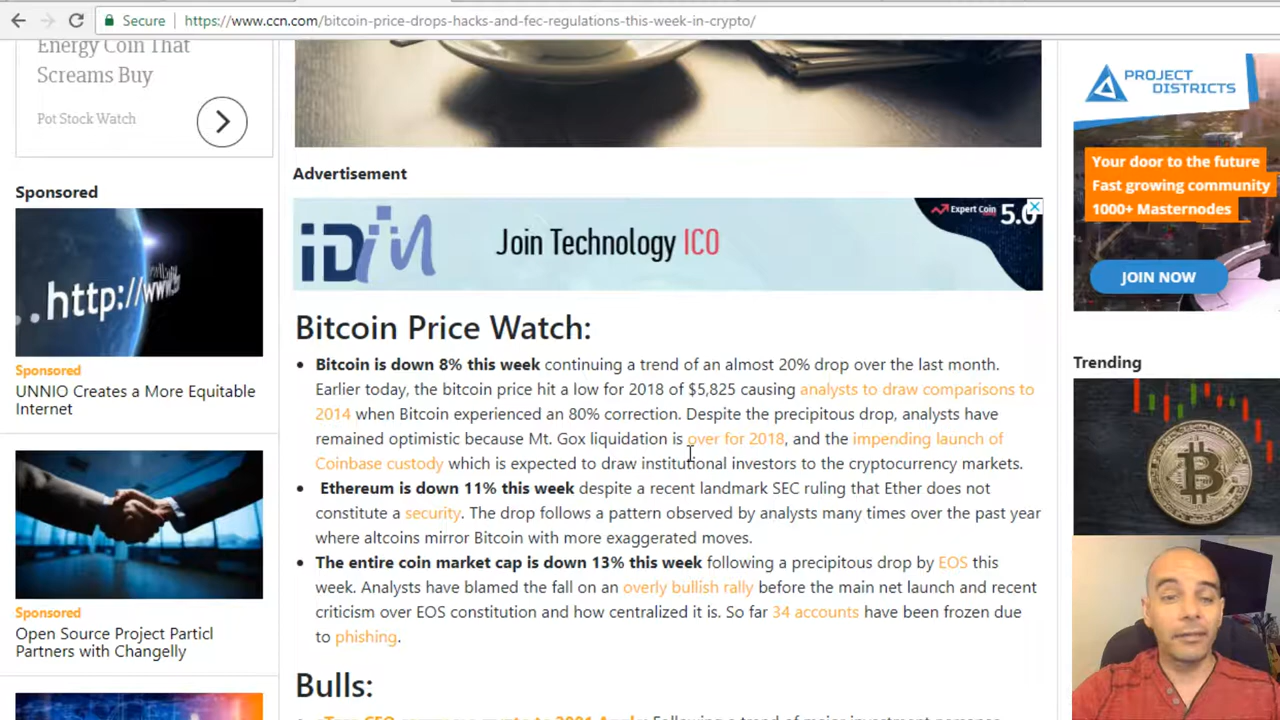 Secure
https://www.ccn.com/bitcoin-price-drops-hacks-and-fec-regulations-this-week-in-crypto/
Energy Coin That
Screams Buy
Pot Stock Watch
Sponsored
...http://www.
Sponsored
UNNIO Creates a More Equitable
Internet
Sponsored
Open Source Project Particl
Partners with Changelly
Advertisement
iDiN
Join Technology ICO
Expert Coin
5.0
Bitcoin Price Watch:
• Bitcoin is down 8% this week continuing a trend of an almost 20% drop over the last month.
Earlier today, the bitcoin price hit a low for 2018 of $5,825 causing analysts to draw comparisons to
2014 when Bitcoin experienced an 80% correction. Despite the precipitous drop, analysts have
remained optimistic because Mt. Gox liquidation is over for 2018, and the impending launch of
Coinbase custody which is expected to draw institutional investors to the cryptocurrency markets.
• Ethereum is down 11% this week despite a recent landmark SEC ruling that Ether does not
constitute a security. The drop follows a pattern observed by analysts many times over the past year
where altcoins mirror Bitcoin with more exaggerated moves.
• The entire coin market cap is down 13% this week following a precipitous drop by EOS this
week. Analysts have blamed the fall on an overly bullish rally before the main net launch and recent
criticism over EOS constitution and how centralized it is. So far 34 accounts have been frozen due
to phishing.
Bulls:
PROJECT
DISTRICTS
Your door to the future
Fast growing community
1000+ Masternodes
JOIN NOW
Trending